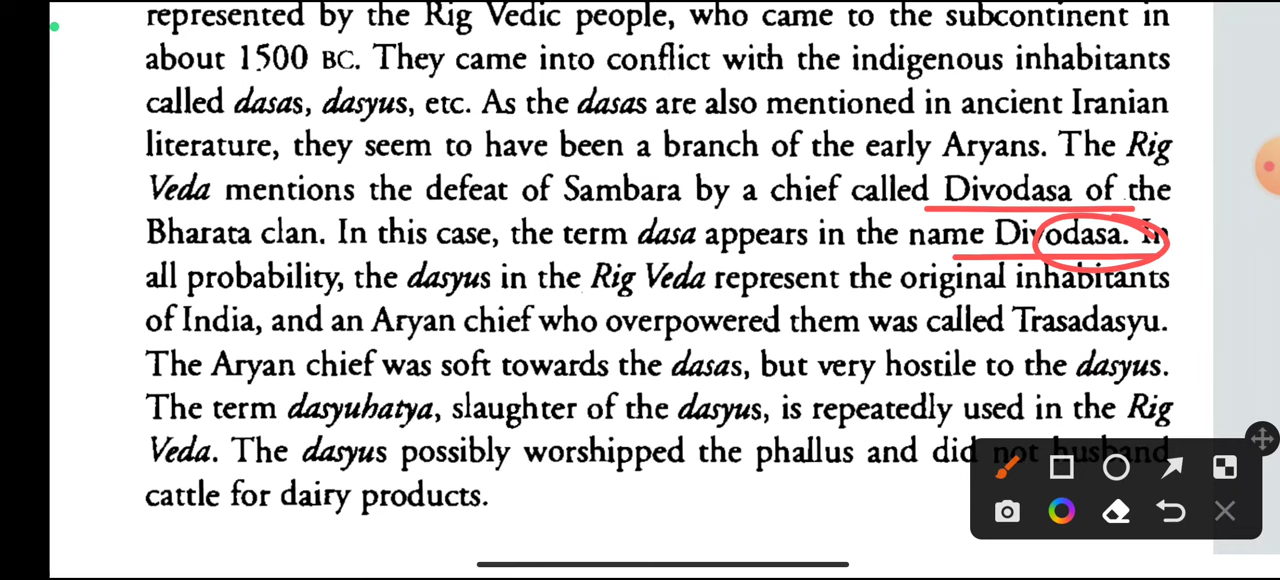 represented by the Rig Vedic people, who came to the subcontinent in
about 1500 BC. They came into conflict with the indigenous inhabitants
called dasas, dasyus, etc. As the dasas are also mentioned in ancient Iranian
literature, they seem to have been a branch of the early Aryans. The Rig
Veda mentions the defeat of Sambara by a chief called Divodasa of the
Bharata clan. In this case, the term dasa appears in the name Divodasa. In
all probability, the dasyus in the Rig Veda represent the original inhabitants
of India, and an Aryan chief who overpowered them was called Trasadasyu.
The Aryan chief was soft towards the dasas, but very hostile to the dasyus.
The term dasyuhatya, slaughter of the dasyus, is repeatedly used in the Rig
Veda. The dasyus possibly worshipped the phallus and did not husband
cattle for dairy products.